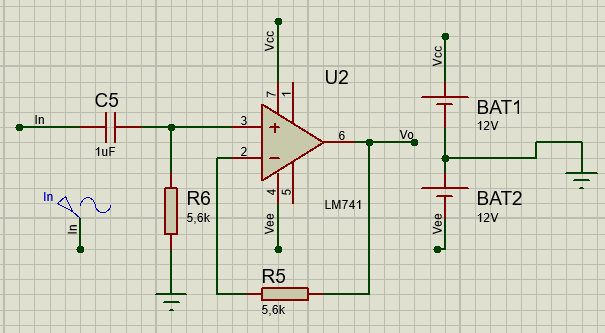 Vcc
Vcc
7
1
U2
C5
In
3
BAT1
12V
1uF
6
Vo
2
R6
5,6k
4
5
LM741
BAT2
12V
In
In
Vee
Vee
R5
5,6k